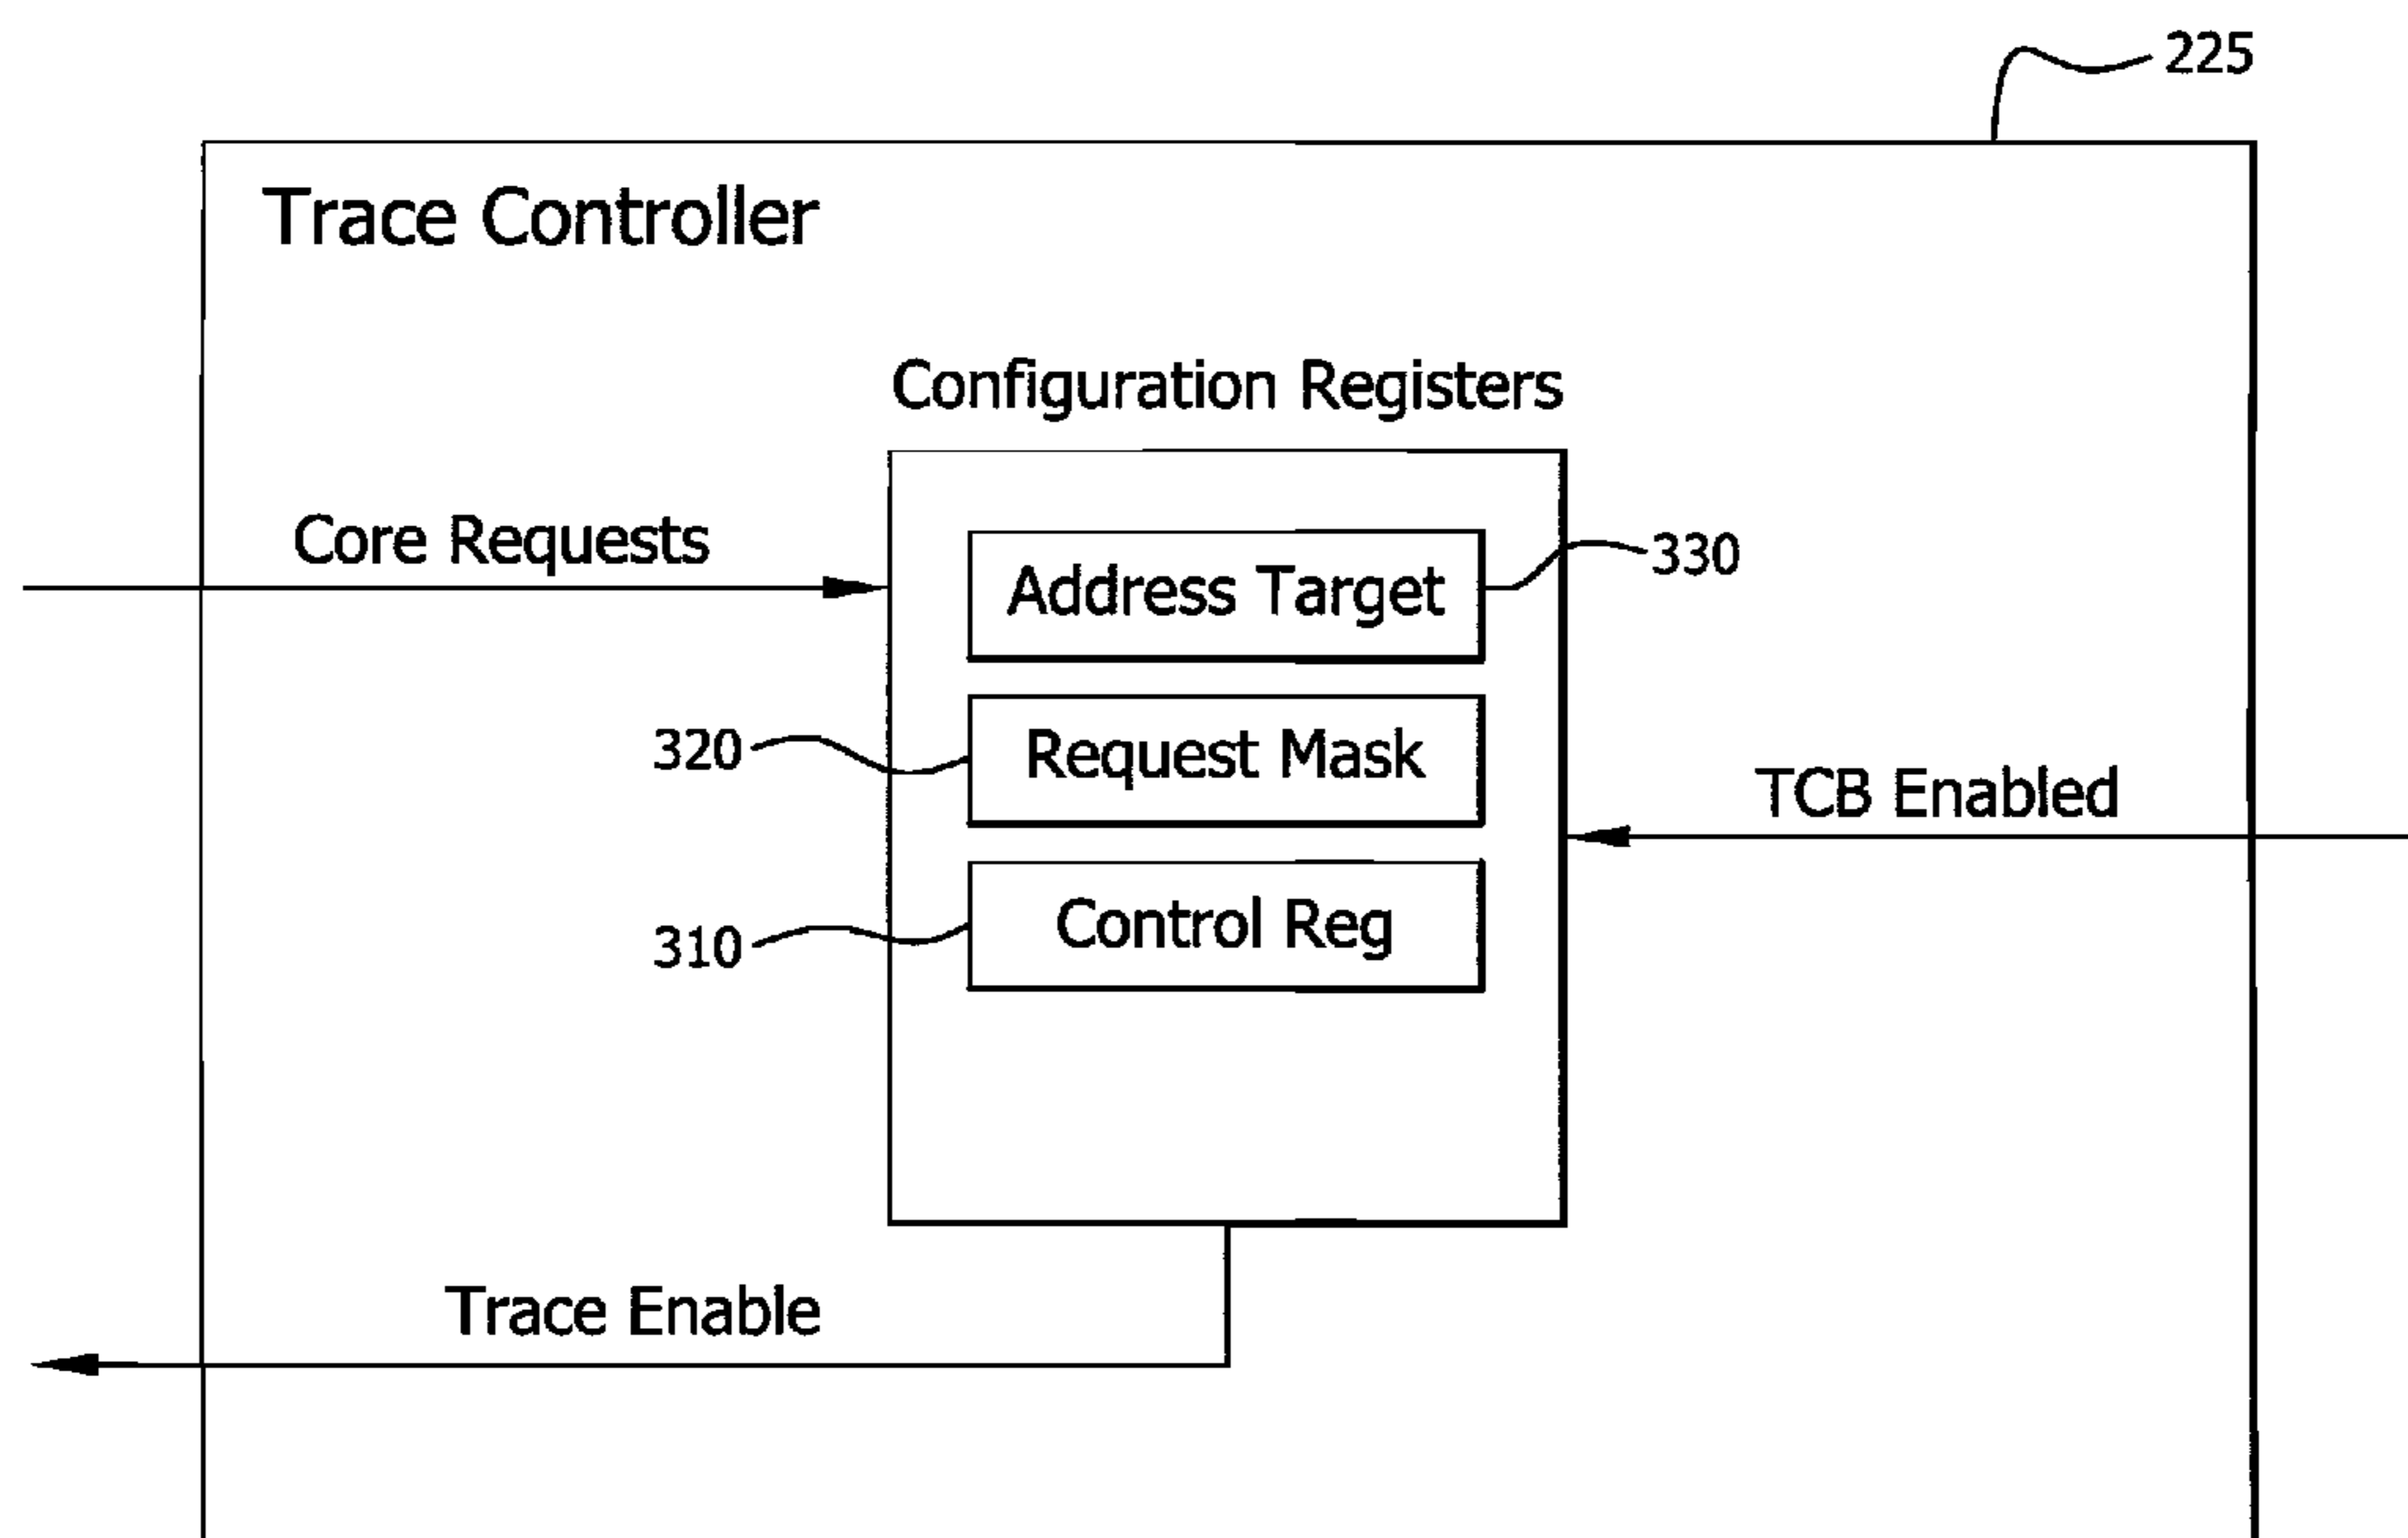 225
Trace Controller
Configuration Registers
Core Requests
Address Target
330
320
Request Mask
TCB Enabled
310
Control Reg
Trace Enable